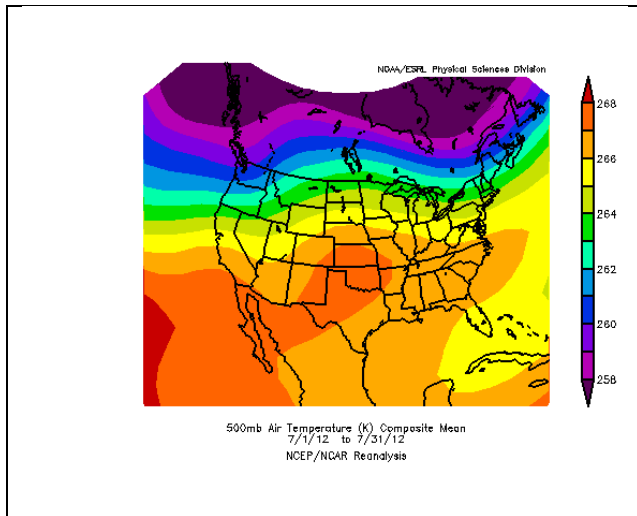 NOAA/ESRL Physical Sciences Division
268
266
264
262
260
258
500mb Air Temperature (K) Composite Mean
7/1/12 to 7/31/12
NCEP/NCAR Reanalysis